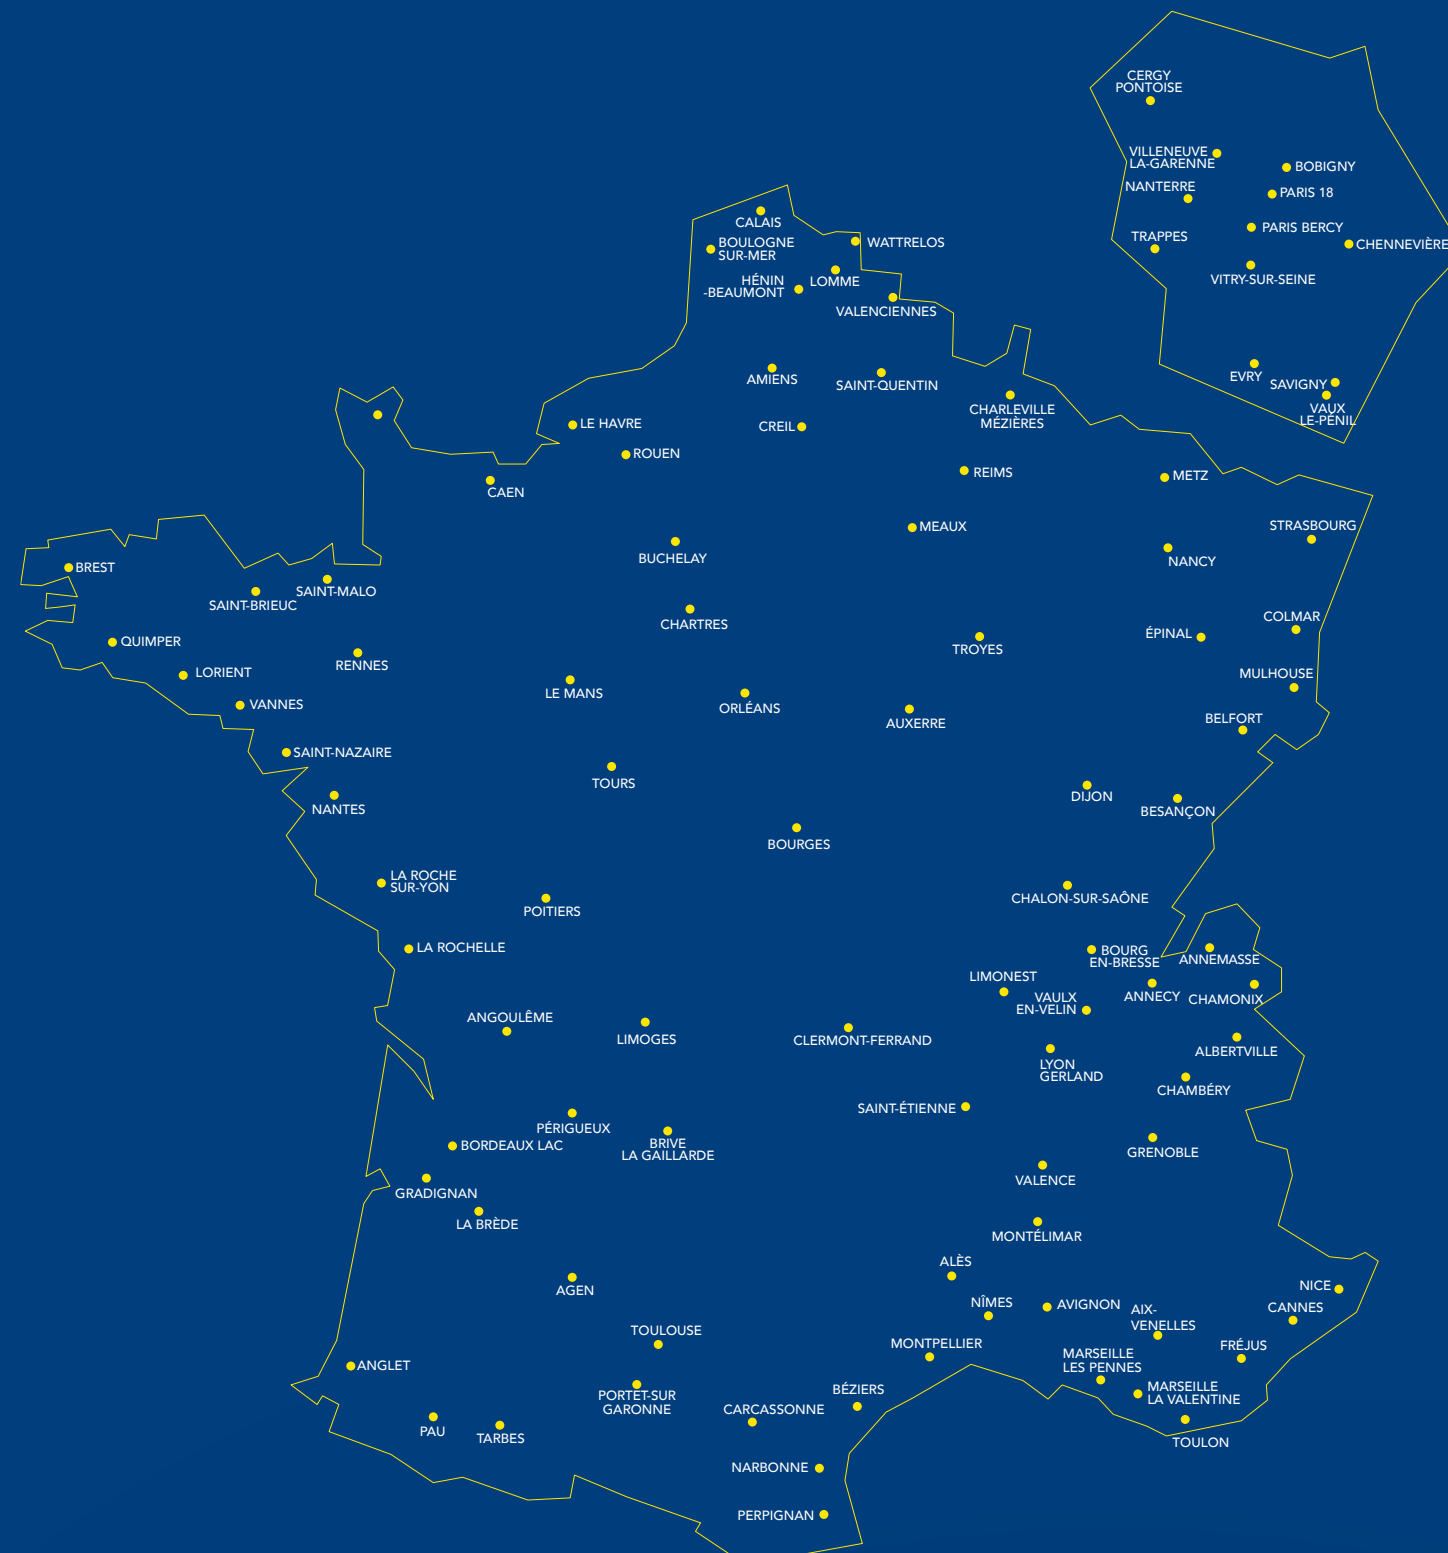 CERGY
PONTOISE
VILLENEUVE
LA-GARENNE
BOBIGNY
NANTERRE
PARIS 18
TRAPPES
PARIS BERCY
CHENNEVIÈRE
VITRY-SUR-SEINE
EVRY
SAVIGNY
VAUX
LE-PÉNIL
CALAIS
BOULOGNE
SUR-MER
WATTRELOS
HÉNIN
-BEAUMONT
LOMME
VALENCIENNES
AMIENS
SAINT-QUENTIN
CHARLEVILLE
MÉZIÈRES
LE HAVRE
CREIL
ROUEN
CAEN
REIMS
METZ
MEAUX
STRASBOURG
BUCHELAY
NANCY
BREST
SAINT-BRIEUC
SAINT-MALO
CHARTRES
COLMAR
QUIMPER
ÉPINAL
TROYES
RENNES
LORIENT
MULHOUSE
LE MANS
VANNES
ORLÉANS
AUXERRE
BELFORT
SAINT-NAZAIRE
TOURS
NANTES
DIJON
BESANÇON
BOURGES
LA ROCHE
SUR-YON
CHALON-SUR-SAÔNE
POITIERS
LA ROCHELLE
BOURG
EN-BRESSE
ANNEMASSE
LIMONEST
VAULX
EN-VELIN
ANNECY
CHAMONIX
ANGOULÊME
LIMOGES
CLERMONT-FERRAND
ALBERTVILLE
LYON
GERLAND
CHAMBÉRY
SAINT-ÉTIENNE
PÉRIGUEUX
BORDEAUX LAC
BRIVE
LA GAILLARDE
GRENOBLE
VALENCE
GRADIGNAN
LA BRÈDE
MONTÉLIMAR
ALÈS
AGEN
NICE
NÎMES
AVIGNON
AIX-
VENELLES
CANNES
TOULOUSE
MONTPELLIER
FRÉJUS
MARSEILLE
LES PENNES
ANGLET
PORTET-SUR
GARONNE
BÉZIERS
MARSEILLE
LA VALENTINE
CARCASSONNE
PAU
TARBES
TOULON
NARBONNE
PERPIGNAN